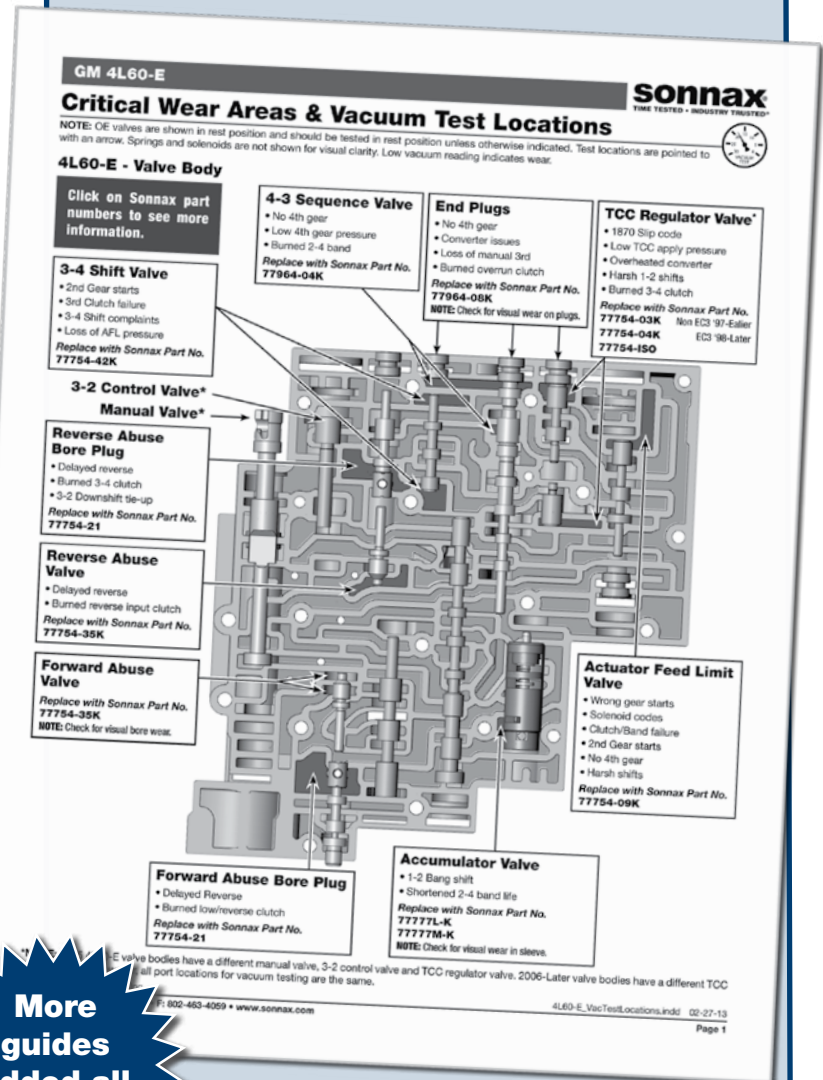 GM 4L60-E
sonnax
TIME TESTED • INDUSTRY TRUSTED
Critical Wear Areas & Vacuum Test Locations
NOTE: OE valves are shown in rest position and should be tested in rest position unless otherwise indicated. Test locations are pointed to
with an arrow. Springs and solenoids are not shown for visual clarity. Low vacuum reading indicates wear.
4L60-E - Valve Body
Click on Sonnax part
numbers to see more
information.
4-3 Sequence Valve
• No 4th gear
• Low 4th gear pressure
• Burned 2-4 band
Replace with Sonnax Part No.
77964-04K
End Plugs
• No 4th gear
• Converter issues
• Loss of manual 3rd
• Burned overrun clutch
Replace with Sonnax Part No.
77964-08K
NOTE: Check for visual wear on plugs.
TCC Regulator Valve*
• 1870 Slip code
• Low TCC apply pressure
• Overheated converter
• Harsh 1-2 shifts
• Burned 3-4 clutch
Replace with Sonnax Part No.
77754-03K Non EC3 '97-Ealier
77754-04K EC3 '98-Later
77754-ISO
3-4 Shift Valve
• 2nd Gear starts
• 3rd Clutch failure
• 3-4 Shift complaints
• Loss of AFL pressure
Replace with Sonnax Part No.
77754-42K
3-2 Control Valve*
Manual Valve*
Reverse Abuse
Bore Plug
• Delayed reverse
• Burned 3-4 clutch
• 3-2 Downshift tie-up
Replace with Sonnax Part No.
77754-21
Reverse Abuse
Valve
• Delayed reverse
• Burned reverse input clutch
Replace with Sonnax Part No.
77754-35K
Forward Abuse
Valve
Replace with Sonnax Part No.
77754-35K
NOTE: Check for visual bore wear.
Actuator Feed Limit
Valve
• Wrong gear starts
• Solenoid codes
• Clutch/Band failure
• 2nd Gear starts
• No 4th gear
• Harsh shifts
Replace with Sonnax Part No.
77754-09K
Forward Abuse Bore Plug
• Delayed Reverse
• Burned low/reverse clutch
Replace with Sonnax Part No.
77754-21
Accumulator Valve
• 1-2 Bang shift
• Shortened 2-4 band life
Replace with Sonnax Part No.
77777L-K
77777M-K
NOTE: Check for visual wear in sleeve.
valve bodies have a different manual valve, 3-2 control valve and TCC regulator valve. 2006-Later valve bodies have a different TCC
all port locations for vacuum testing are the same.
F: 802-463-4059 • www.sonnax.com
4L60-E_VacTestLocations.indd 02-27-13
Page 1
More
guides